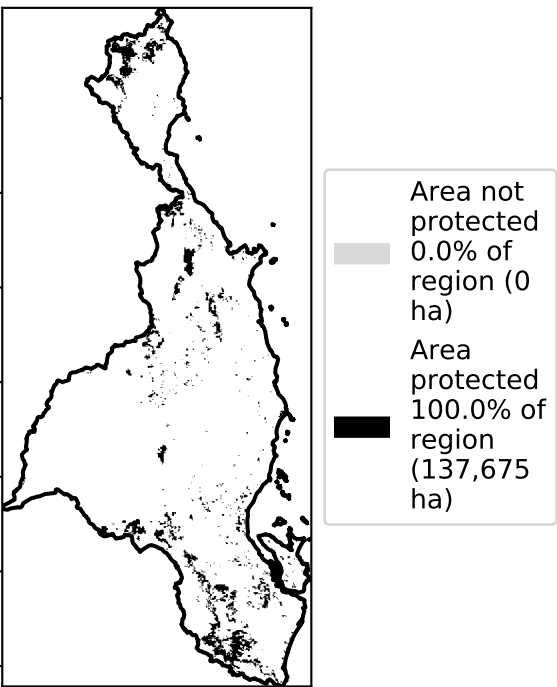 Area not
protected
0.0% of
region (0
ha)
Area
protected
100.0% of
region
(137,675
ha)